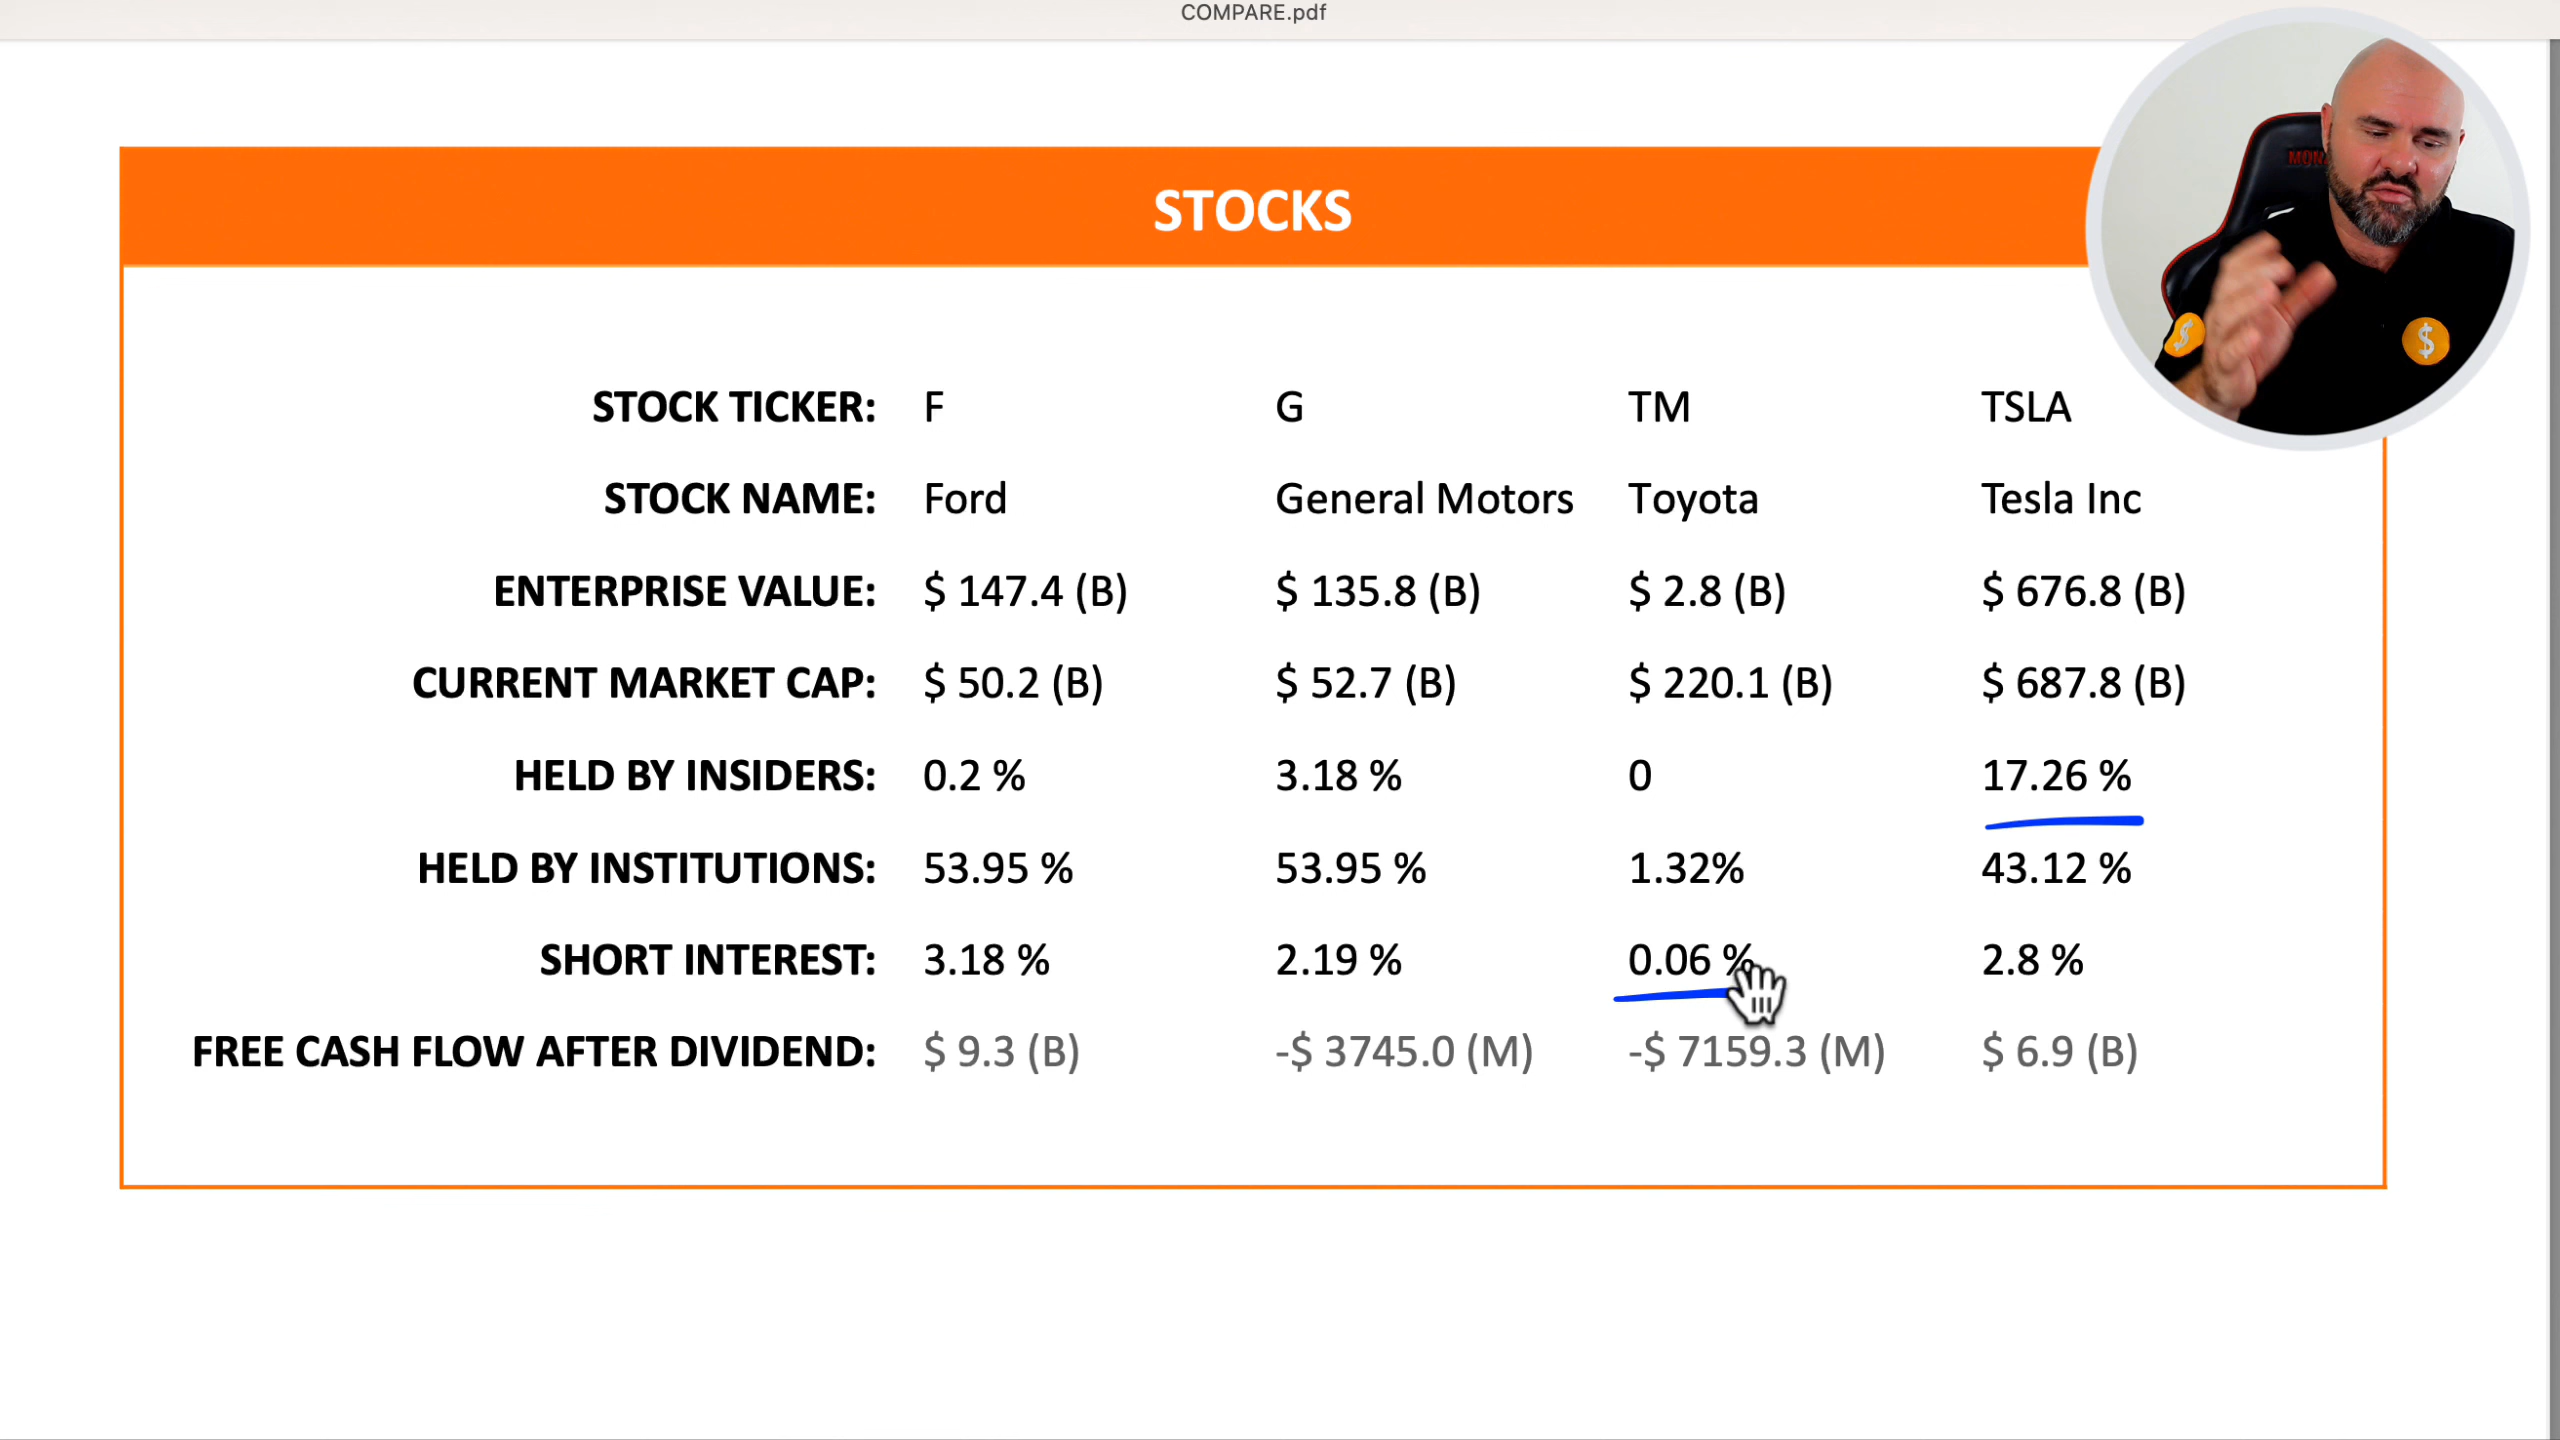 COMPARE.pdf
STOCKS
STOCK TICKER: F G TM TSLA
STOCK NAME: Ford General Motors Toyota Tesla Inc
ENTERPRISE VALUE: $ 147.4 (B) $ 135.8 (B) $ 2.8 (B) $ 676.8 (B)
CURRENT MARKET CAP: $ 50.2 (B) $ 52.7 (B) $ 220.1 (B) $ 687.8 (B)
HELD BY INSIDERS: 0.2 % 3.18 % 0 17.26 %
HELD BY INSTITUTIONS: 53.95 % 53.95 % 1.32% 43.12 %
SHORT INTEREST: 3.18 % 2.19 % 0.06 % 2.8 %
FREE CASH FLOW AFTER DIVIDEND: $ 9.3 (B) -$ 3745.0 (M) -$ 7159.3 (M) $ 6.9 (B)
$
$